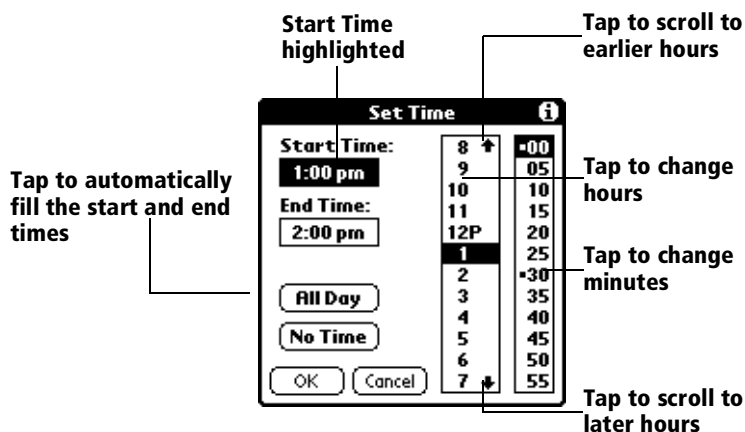 Start Time
highlighted
Tap to scroll to
earlier hours
Set Time
i
Start Time:
1:00 pm
End Time:
2:00 pm
All Day
No Time
OK
Cancel
8
9
10
11
12P
1
2
3
4
5
6
7
00
05
10
15
20
25
30
35
40
45
50
55
Tap to automatically
fill the start and end
times
Tap to change
hours
Tap to change
minutes
Tap to scroll to
later hours